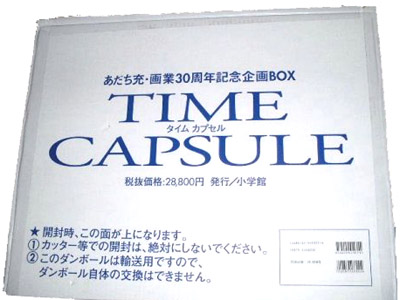 あだち充・画業30周年記念企画BOX
TIME
タイム カプセル
CAPSULE
税抜価格:28,800円 発行／小学館
★開封時、この面が上になります。
①カッター等での開封は、絶対にしないでください。
②このダンボールは輸送用ですので、
ダンボール自体の交換はできません。